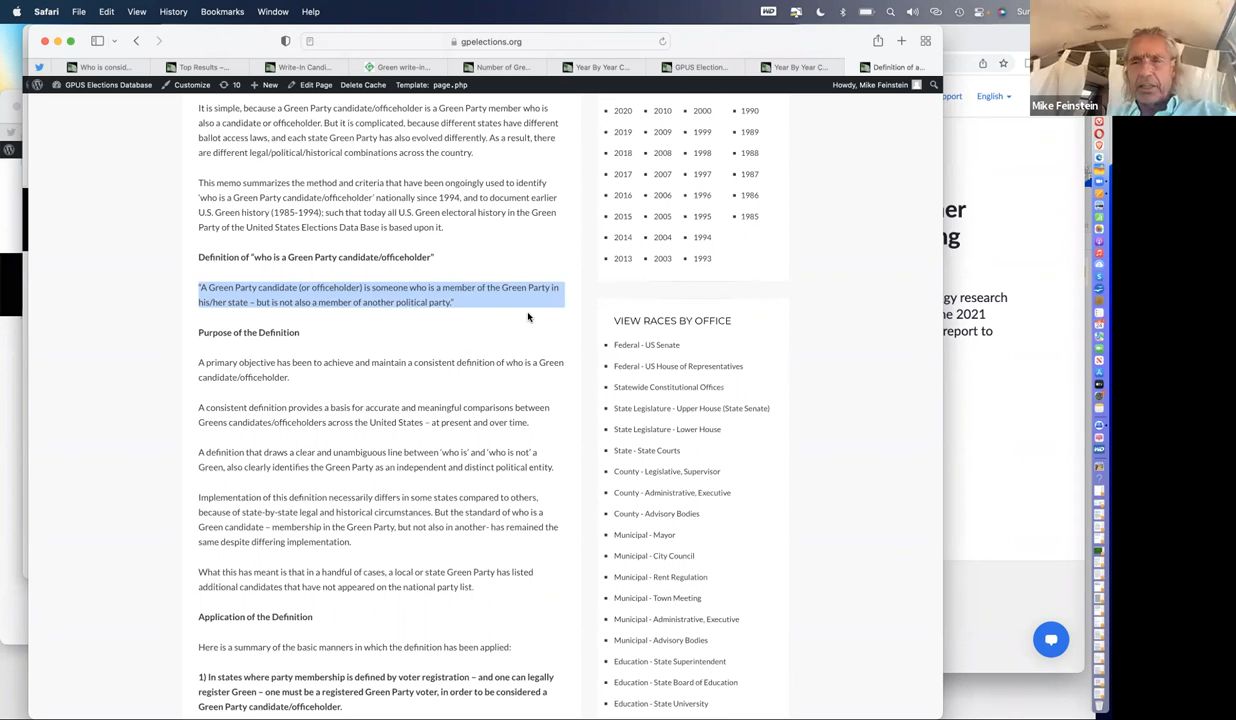 Safari File Edit View History Bookmarks Window Help
gpelections.org
Who is consid... Top Results –... Write-In Candi... Green write-in... Number of Gre... Year By Year C... GPUS Election... Year By Year C... Definition of a...
GPUS Elections Database Customize 10 New Edit Page Delete Cache Template: page.php Howdy, Mike Feinstein
It is simple, because a Green Party candidate/officeholder is a Green Party member who is
also a candidate or officeholder. But it is complicated, because different states have different
ballot access laws, and each state Green Party has also evolved differently. As a result, there
are different legal/political/historical combinations across the country.
This memo summarizes the method and criteria that have been ongoingly used to identify
'who is a Green Party candidate/officeholder' nationally since 1994, and to document earlier
U.S. Green history (1985-1994); such that today all U.S. Green electoral history in the Green
Party of the United States Elections Data Base is based upon it.
Definition of "who is a Green Party candidate/officeholder"
"A Green Party candidate (or officeholder) is someone who is a member of the Green Party in
his/her state – but is not also a member of another political party."
Purpose of the Definition
A primary objective has been to achieve and maintain a consistent definition of who is a Green
candidate/officeholder.
A consistent definition provides a basis for accurate and meaningful comparisons between
Greens candidates/officeholders across the United States – at present and over time.
A definition that draws a clear and unambiguous line between 'who is' and 'who is not' a
Green, also clearly identifies the Green Party as an independent and distinct political entity.
Implementation of this definition necessarily differs in some states compared to others,
because of state-by-state legal and historical circumstances. But the standard of who is a
Green candidate – membership in the Green Party, but not also in another- has remained the
same despite differing implementation.
What this has meant is that in a handful of cases, a local or state Green Party has listed
additional candidates that have not appeared on the national party list.
Application of the Definition
Here is a summary of the basic manners in which the definition has been applied:
1) In states where party membership is defined by voter registration – and one can legally
register Green – one must be a registered Green Party voter, in order to be considered a
Green Party candidate/officeholder.
2020 2010 2000 1990
2019 2009 1999 1989
2018 2008 1998 1988
2017 2007 1997 1987
2016 2006 1996 1986
2015 2005 1995 1985
2014 2004 1994
2013 2003 1993
VIEW RACES BY OFFICE
Federal - US Senate
Federal - US House of Representatives
Statewide Constitutional Offices
State Legislature - Upper House (State Senate)
State Legislature - Lower House
State - State Courts
County - Legislative, Supervisor
County - Administrative, Executive
County - Advisory Bodies
Municipal - Mayor
Municipal - City Council
Municipal - Rent Regulation
Municipal - Town Meeting
Municipal - Administrative, Executive
Municipal - Advisory Bodies
Education - State Superintendent
Education - State Board of Education
Education - State University
Mike Feinstein
pport English
er
ng
gy research
ne 2021
report to